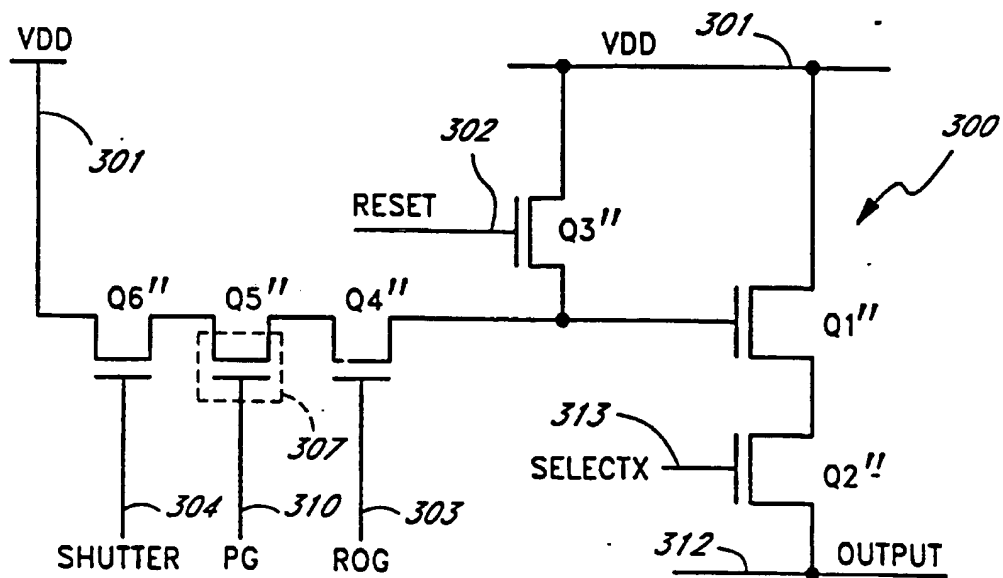 VDD
301
VDD
301
300
302
RESET
Q3"
Q6"
Q5"
Q4"
Q1"
307
313
SELECTX
Q2"
304
310
303
SHUTTER
PG
ROG
312
OUTPUT